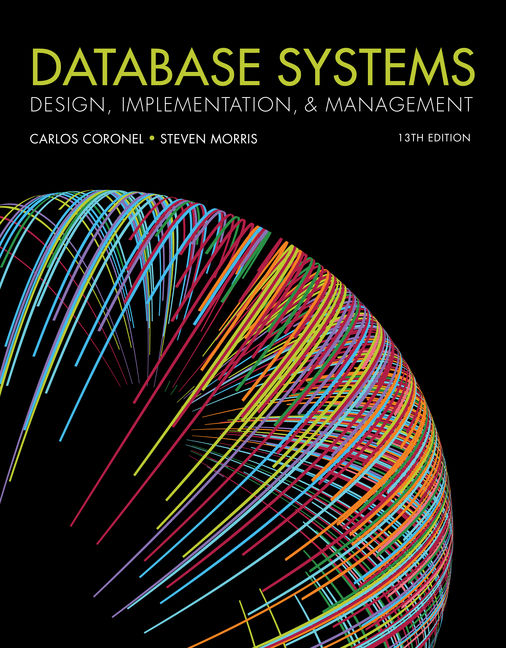 DATABASE SYSTEMS
DESIGN, IMPLEMENTATION, & MANAGEMENT
CARLOS CORONEL • STEVEN MORRIS
13TH EDITION